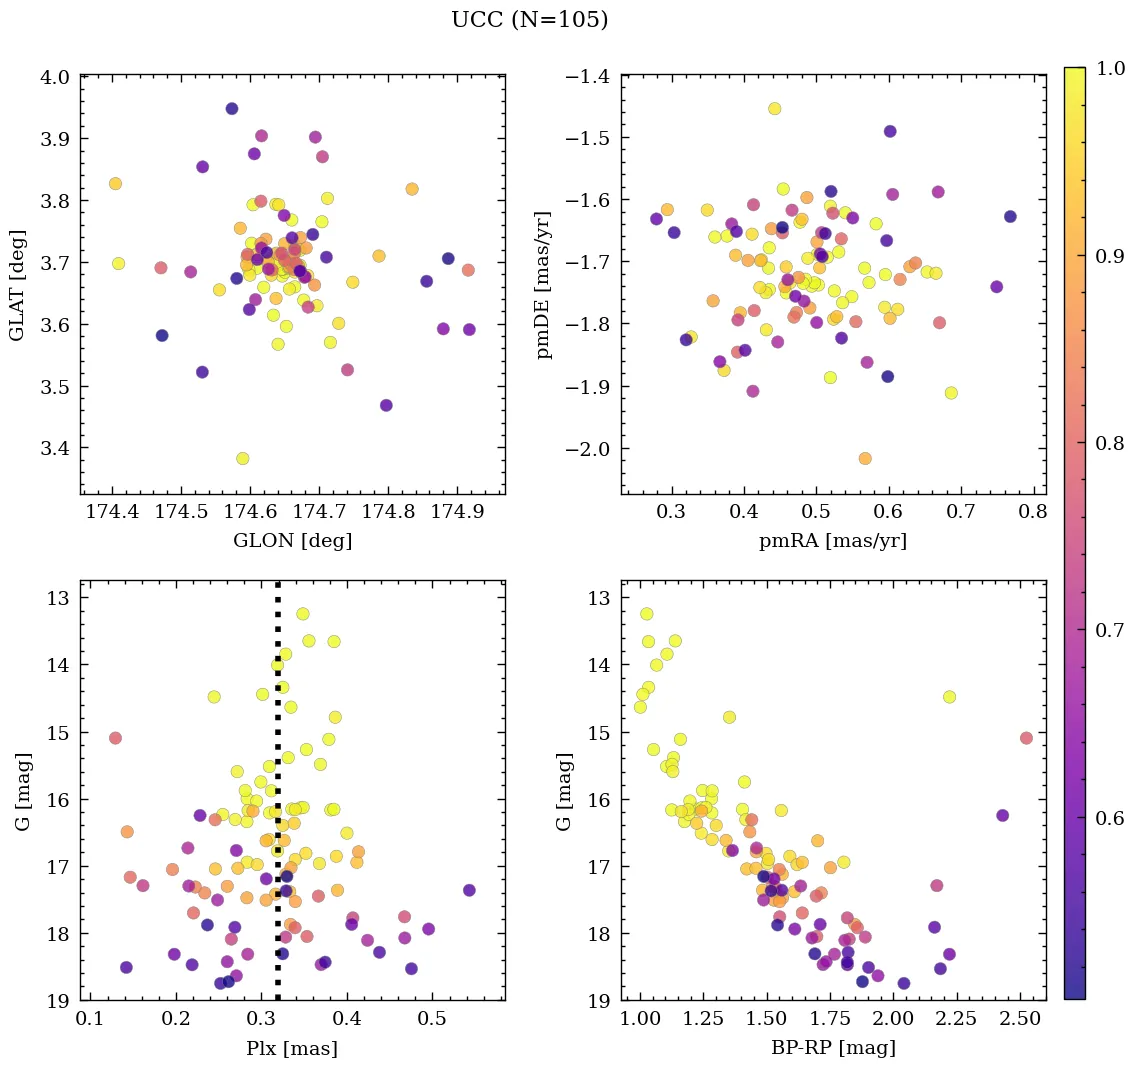 UCC (N=105)
4.0
3.9
3.8
3.7
3.6
3.5
3.4
GLAT [deg]
174.4 174.5 174.6 174.7 174.8 174.9
GLON [deg]
−1.4
−1.5
−1.6
−1.7
−1.8
−1.9
−2.0
pmDE [mas/yr]
0.3 0.4 0.5 0.6 0.7 0.8
pmRA [mas/yr]
13
14
15
16
17
18
19
G [mag]
0.1 0.2 0.3 0.4 0.5
Plx [mas]
13
14
15
16
17
18
19
G [mag]
1.00 1.25 1.50 1.75 2.00 2.25 2.50
BP-RP [mag]
1.0
0.9
0.8
0.7
0.6